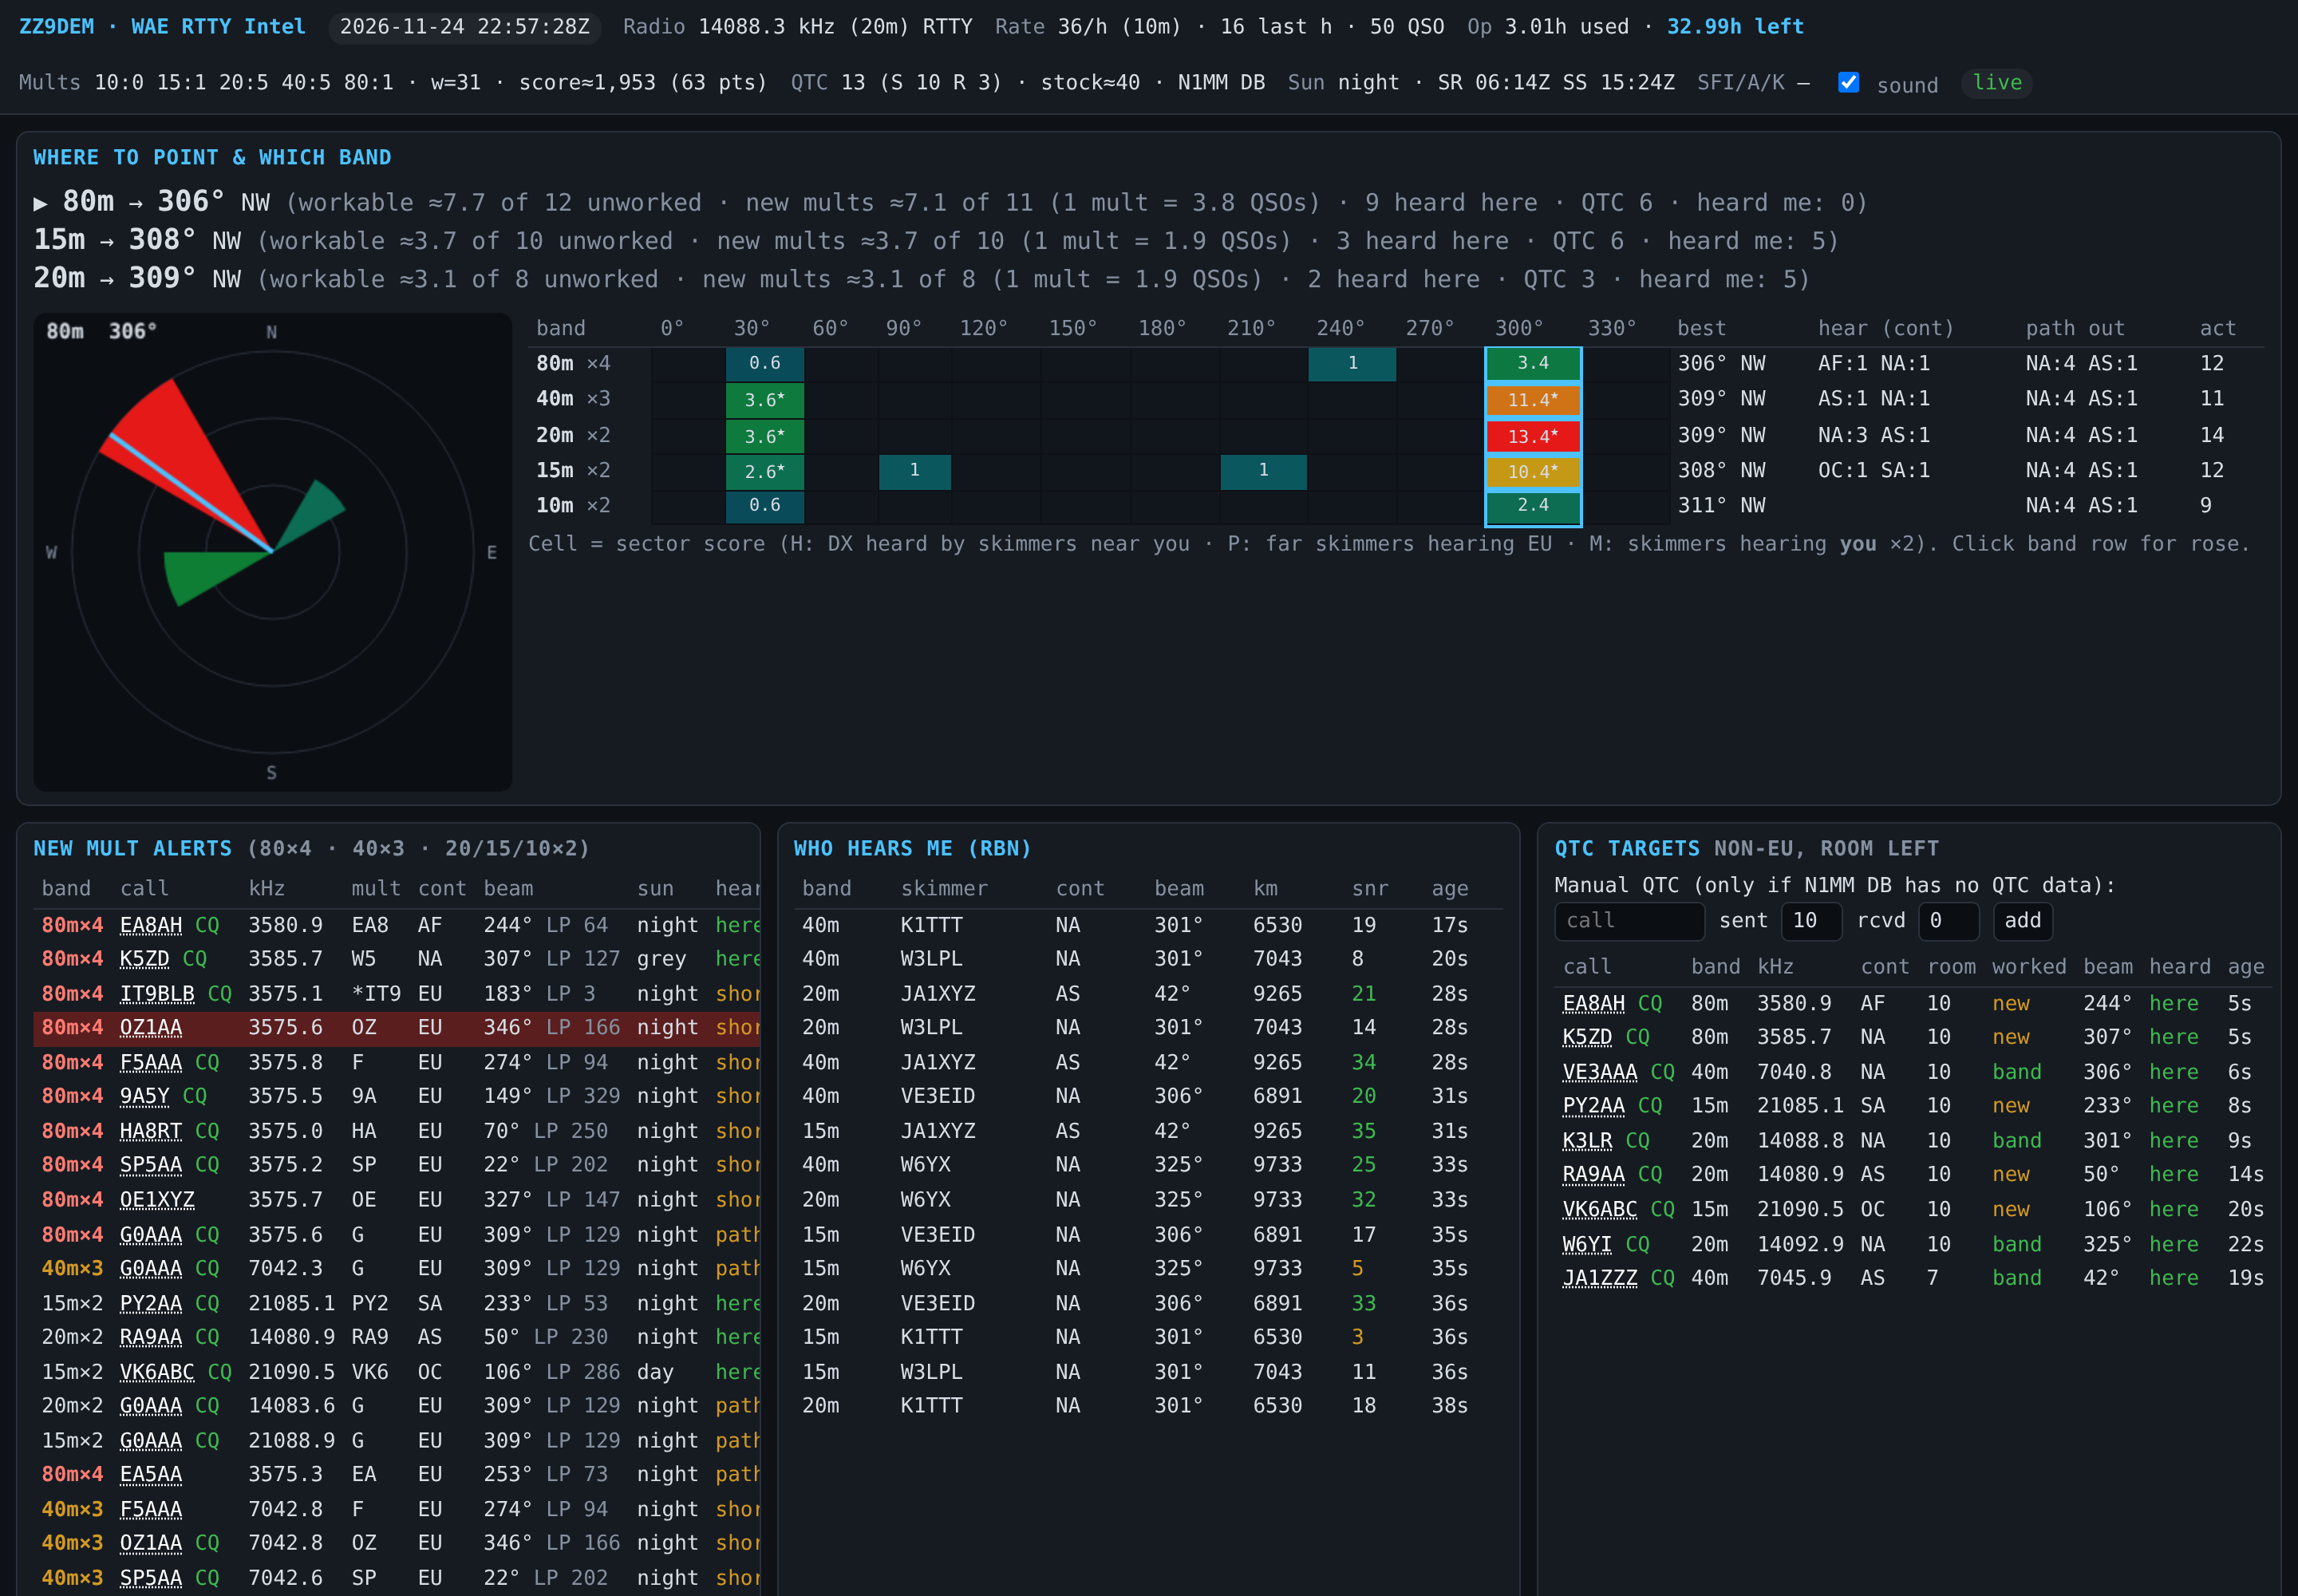 ZZ9DEM · WAE RTTY Intel 2026-11-24 22:57:28Z Radio 14088.3 kHz (20m) RTTY Rate 36/h (10m) · 16 last h · 50 QSO Op 3.01h used · 32.99h left
Mults 10:0 15:1 20:5 40:5 80:1 · w=31 · score≈1,953 (63 pts) QTC 13 (S 10 R 3) · stock≈40 · N1MM DB Sun night · SR 06:14Z SS 15:24Z SFI/A/K — sound live
WHERE TO POINT & WHICH BAND
▶ 80m → 306° NW (workable ≈7.7 of 12 unworked · new mults ≈7.1 of 11 (1 mult = 3.8 QSOs) · 9 heard here · QTC 6 · heard me: 0)
15m → 308° NW (workable ≈3.7 of 10 unworked · new mults ≈3.7 of 10 (1 mult = 1.9 QSOs) · 3 heard here · QTC 6 · heard me: 5)
20m → 309° NW (workable ≈3.1 of 8 unworked · new mults ≈3.1 of 8 (1 mult = 1.9 QSOs) · 2 heard here · QTC 3 · heard me: 5)
80m 306°
N
W
E
S
band 0° 30° 60° 90° 120° 150° 180° 210° 240° 270° 300° 330° best hear (cont) path out act
80m ×4 0.6 1 3.4 306° NW AF:1 NA:1 NA:4 AS:1 12
40m ×3 3.6★ 11.4★ 309° NW AS:1 NA:1 NA:4 AS:1 11
20m ×2 3.6★ 13.4★ 309° NW NA:3 AS:1 NA:4 AS:1 14
15m ×2 2.6★ 1 1 10.4★ 308° NW OC:1 SA:1 NA:4 AS:1 12
10m ×2 0.6 2.4 311° NW NA:4 AS:1 9
Cell = sector score (H: DX heard by skimmers near you · P: far skimmers hearing EU · M: skimmers hearing you ×2). Click band row for rose.
NEW MULT ALERTS (80×4 · 40×3 · 20/15/10×2)
band call kHz mult cont beam sun hear
80m×4 EA8AH CQ 3580.9 EA8 AF 244° LP 64 night here
80m×4 K5ZD CQ 3585.7 W5 NA 307° LP 127 grey here
80m×4 IT9BLB CQ 3575.1 *IT9 EU 183° LP 3 night shor
80m×4 OZ1AA 3575.6 OZ EU 346° LP 166 night shor
80m×4 F5AAA CQ 3575.8 F EU 274° LP 94 night shor
80m×4 9A5Y CQ 3575.5 9A EU 149° LP 329 night shor
80m×4 HA8RT CQ 3575.0 HA EU 70° LP 250 night shor
80m×4 SP5AA CQ 3575.2 SP EU 22° LP 202 night shor
80m×4 OE1XYZ 3575.7 OE EU 327° LP 147 night shor
80m×4 G0AAA CQ 3575.6 G EU 309° LP 129 night path
40m×3 G0AAA CQ 7042.3 G EU 309° LP 129 night path
15m×2 PY2AA CQ 21085.1 PY2 SA 233° LP 53 night here
20m×2 RA9AA CQ 14080.9 RA9 AS 50° LP 230 night here
15m×2 VK6ABC CQ 21090.5 VK6 OC 106° LP 286 day here
20m×2 G0AAA CQ 14083.6 G EU 309° LP 129 night path
15m×2 G0AAA CQ 21088.9 G EU 309° LP 129 night path
80m×4 EA5AA 3575.3 EA EU 253° LP 73 night path
40m×3 F5AAA 7042.8 F EU 274° LP 94 night shor
40m×3 OZ1AA CQ 7042.8 OZ EU 346° LP 166 night shor
40m×3 SP5AA CQ 7042.6 SP EU 22° LP 202 night shor
WHO HEARS ME (RBN)
band skimmer cont beam km snr age
40m K1TTT NA 301° 6530 19 17s
40m W3LPL NA 301° 7043 8 20s
20m JA1XYZ AS 42° 9265 21 28s
20m W3LPL NA 301° 7043 14 28s
40m JA1XYZ AS 42° 9265 34 28s
40m VE3EID NA 306° 6891 20 31s
15m JA1XYZ AS 42° 9265 35 31s
40m W6YX NA 325° 9733 25 33s
20m W6YX NA 325° 9733 32 33s
15m VE3EID NA 306° 6891 17 35s
15m W6YX NA 325° 9733 5 35s
20m VE3EID NA 306° 6891 33 36s
15m K1TTT NA 301° 6530 3 36s
15m W3LPL NA 301° 7043 11 36s
20m K1TTT NA 301° 6530 18 38s
QTC TARGETS NON-EU, ROOM LEFT
Manual QTC (only if N1MM DB has no QTC data):
call sent 10 rcvd 0 add
call band kHz cont room worked beam heard age
EA8AH CQ 80m 3580.9 AF 10 new 244° here 5s
K5ZD CQ 80m 3585.7 NA 10 new 307° here 5s
VE3AAA CQ 40m 7040.8 NA 10 band 306° here 6s
PY2AA CQ 15m 21085.1 SA 10 new 233° here 8s
K3LR CQ 20m 14088.8 NA 10 band 301° here 9s
RA9AA CQ 20m 14080.9 AS 10 new 50° here 14s
VK6ABC CQ 15m 21090.5 OC 10 new 106° here 20s
W6YI CQ 20m 14092.9 NA 10 band 325° here 22s
JA1ZZZ CQ 40m 7045.9 AS 7 band 42° here 19s